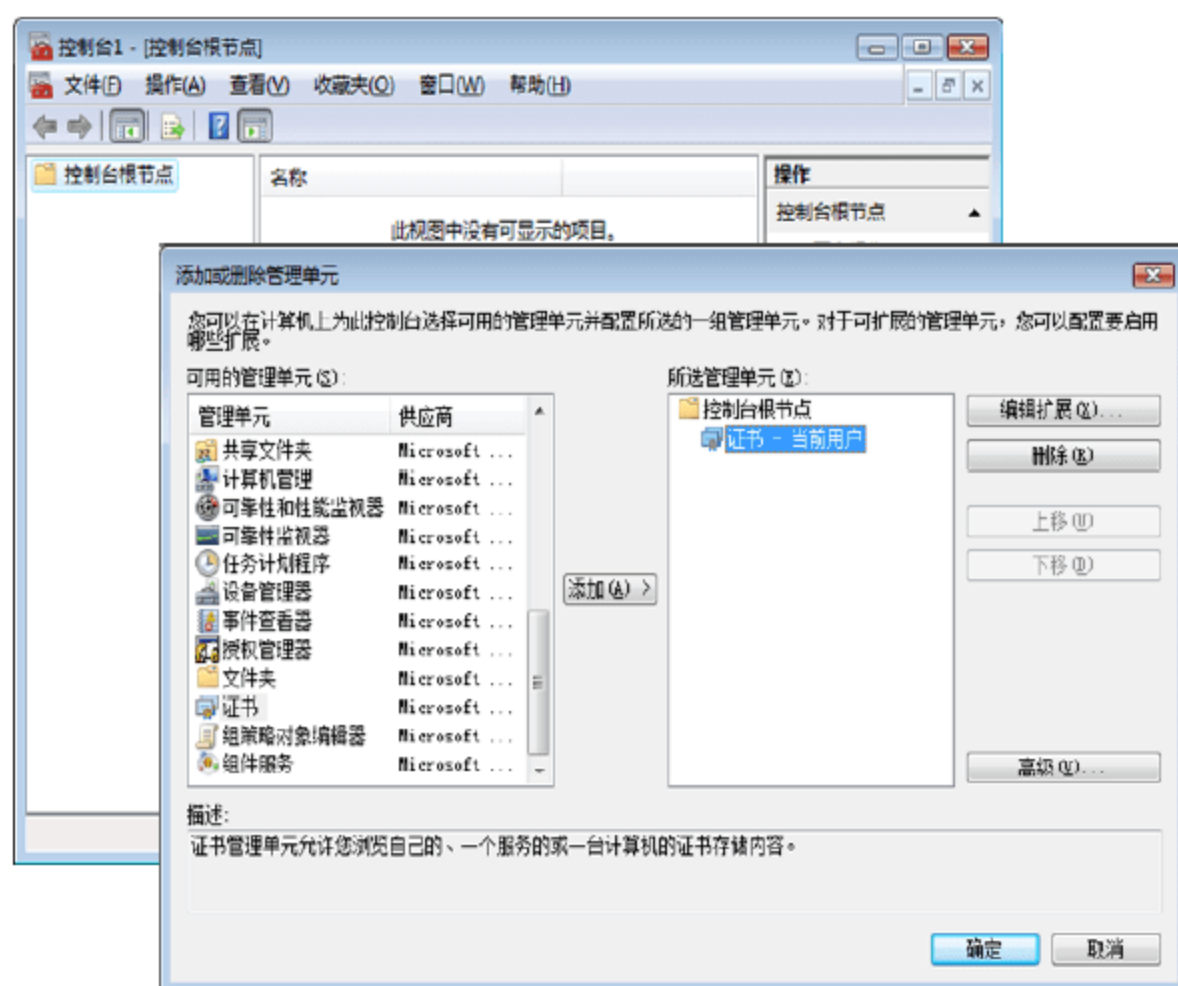 控制台1 - [控制台根节点]
文件(F) 操作(A) 查看(V) 收藏夹(O) 窗口(W) 帮助(H)
控制台根节点
名称
操作
此视图中没有可显示的项目。
控制台根节点
添加或删除管理单元
您可以在计算机上为此控制台选择可用的管理单元并配置所选的一组管理单元。对于可扩展的管理单元，您可以配置要启用
哪些扩展。
可用的管理单元(S):
所选管理单元(E):
管理单元 供应商
共享文件夹 Microsoft ...
计算机管理 Microsoft ...
可靠性和性能监视器 Microsoft ...
可靠性监视器 Microsoft ...
任务计划程序 Microsoft ...
设备管理器 Microsoft ...
事件查看器 Microsoft ...
授权管理器 Microsoft ...
文件夹 Microsoft ...
证书 Microsoft ...
组策略对象编辑器 Microsoft ...
组件服务 Microsoft ...
添加(A) >
控制台根节点
证书 - 当前用户
编辑扩展(X)...
删除(R)
上移(U)
下移(D)
高级(V)...
描述:
证书管理单元允许您浏览自己的、一个服务的或一台计算机的证书存储内容。
确定
取消